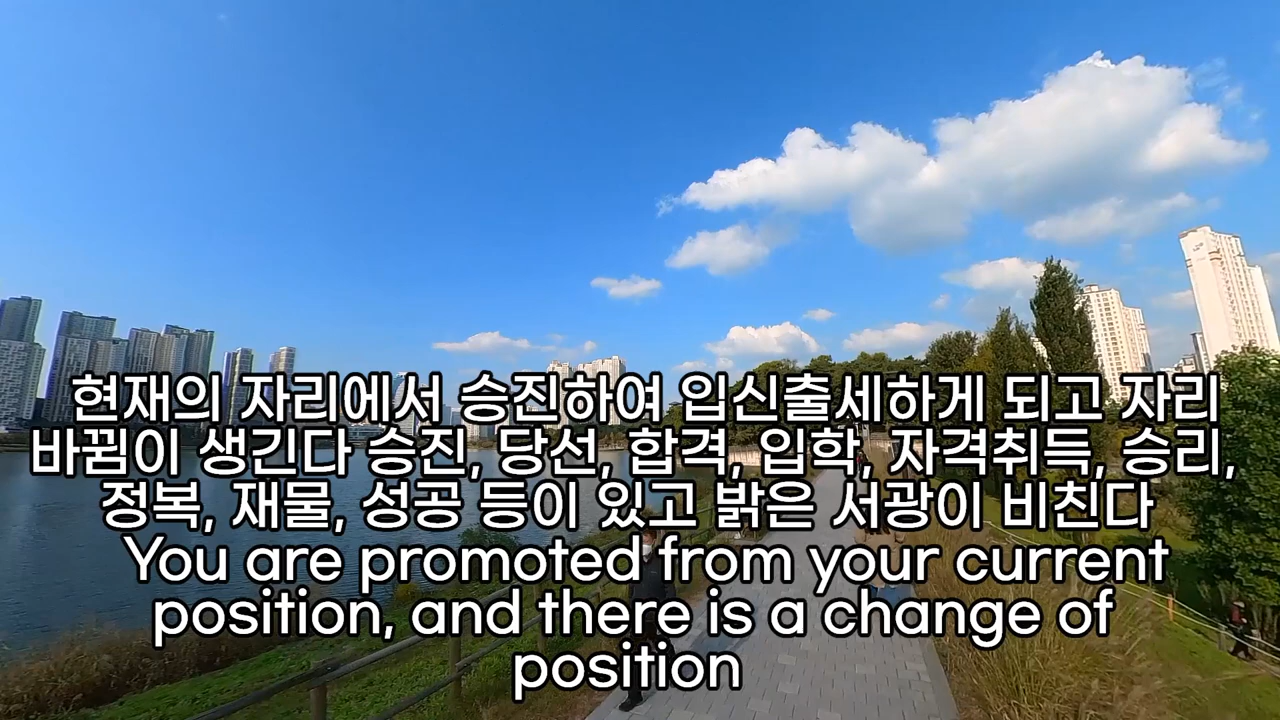 현재의 자리에서 승진하여 입신출세하게 되고 자리
바뀜이 생긴다 승진, 당선, 합격, 입학, 자격취득, 승리,
정복, 재물, 성공 등이 있고 밝은 서광이 비친다
You are promoted from your current
position, and there is a change of
position